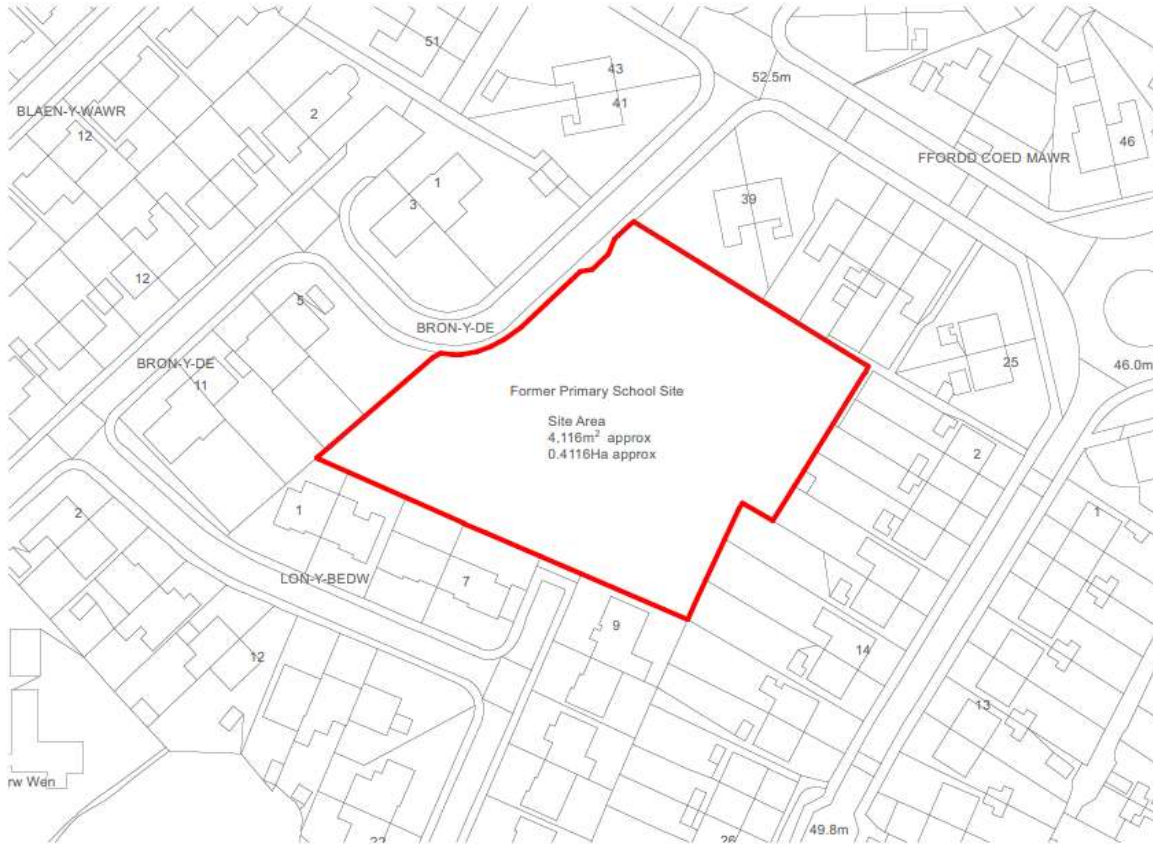 51
43
41
52.5m
BLAEN-Y-WAWR
12
2
FFORDD COED MAWR
46
1
3
39
12
5
BRON-Y-DE
BRON-Y-DE
11
25
46.0m
Former Primary School Site
Site Area
4,116m² approx
0.4116Ha approx
2
2
1
1
LON-Y-BEDW
7
9
14
12
13
rw Wen
22
26
49.8m